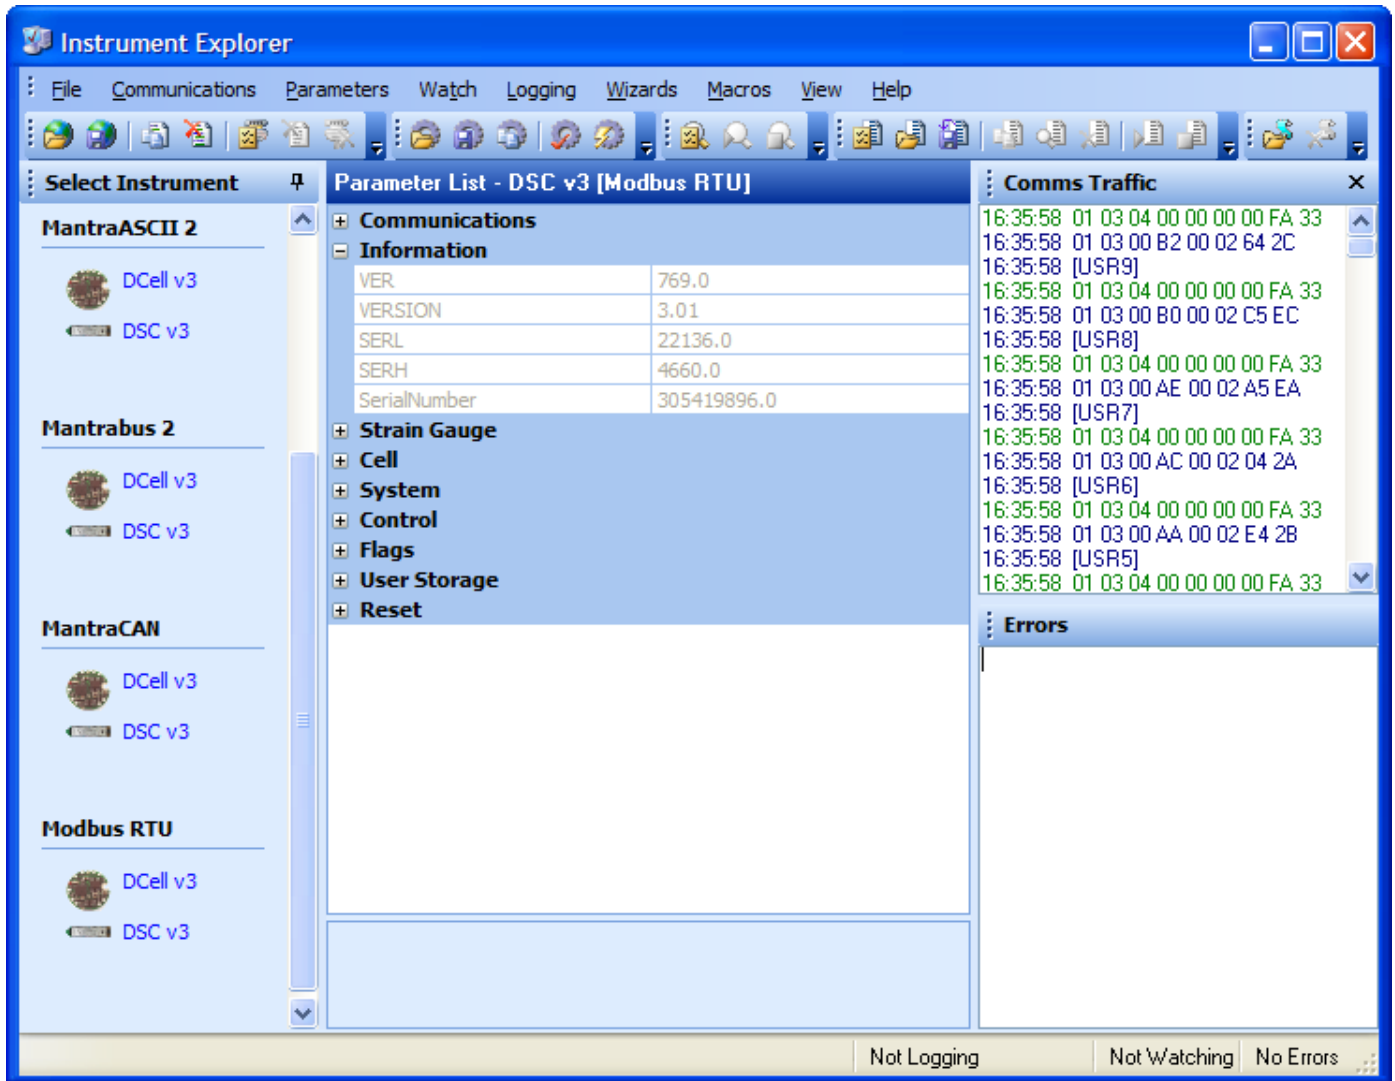 Instrument Explorer
File Communications Parameters Watch Logging Wizards Macros View Help
Select Instrument
MantraASCII 2
DCell v3
DSC v3
Mantrabus 2
DCell v3
DSC v3
MantraCAN
DCell v3
DSC v3
Modbus RTU
DCell v3
DSC v3
Parameter List - DSC v3 [Modbus RTU]
Communications
Information
VER 769.0
VERSION 3.01
SERL 22136.0
SERH 4660.0
SerialNumber 305419896.0
Strain Gauge
Cell
System
Control
Flags
User Storage
Reset
Comms Traffic
16:35:58 01 03 04 00 00 00 00 FA 33
16:35:58 01 03 00 B2 00 02 64 2C
16:35:58 [USR9]
16:35:58 01 03 04 00 00 00 00 FA 33
16:35:58 01 03 00 B0 00 02 C5 EC
16:35:58 [USR8]
16:35:58 01 03 04 00 00 00 00 FA 33
16:35:58 01 03 00 AE 00 02 A5 EA
16:35:58 [USR7]
16:35:58 01 03 04 00 00 00 00 FA 33
16:35:58 01 03 00 AC 00 02 04 2A
16:35:58 [USR6]
16:35:58 01 03 04 00 00 00 00 FA 33
16:35:58 01 03 00 AA 00 02 E4 2B
16:35:58 [USR5]
16:35:58 01 03 04 00 00 00 00 FA 33
Errors
Not Logging Not Watching No Errors